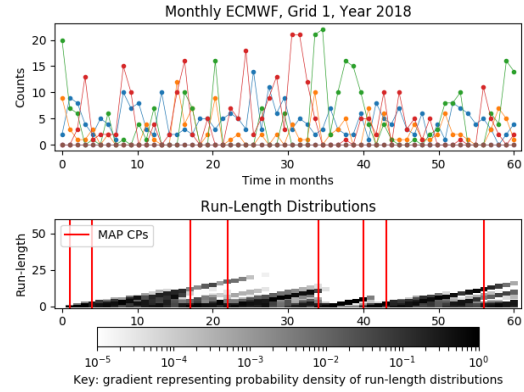 Monthly ECMWF, Grid 1, Year 2018
Counts
20
15
10
5
0
0 10 20 30 40 50 60
Time in months
Run-Length Distributions
Run-length
50
25
0
MAP CPs
0 10 20 30 40 50 60
10⁻⁵ 10⁻⁴ 10⁻³ 10⁻² 10⁻¹ 10⁰
Key: gradient representing probability density of run-length distributions